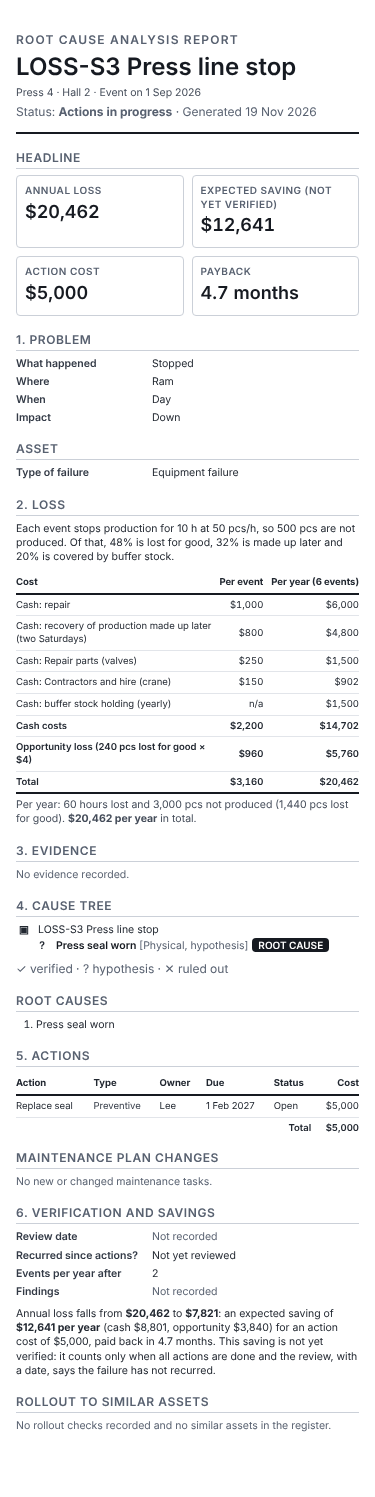 ROOT CAUSE ANALYSIS REPORT
LOSS-S3 Press line stop
Press 4 · Hall 2 · Event on 1 Sep 2026
Status: Actions in progress · Generated 19 Nov 2026
HEADLINE
ANNUAL LOSS
$20,462
EXPECTED SAVING (NOT
YET VERIFIED)
$12,641
ACTION COST
$5,000
PAYBACK
4.7 months
1. PROBLEM
What happened Stopped
Where Ram
When Day
Impact Down
ASSET
Type of failure Equipment failure
2. LOSS
Each event stops production for 10 h at 50 pcs/h, so 500 pcs are not
produced. Of that, 48% is lost for good, 32% is made up later and
20% is covered by buffer stock.
Cost Per event Per year (6 events)
Cash: repair $1,000 $6,000
Cash: recovery of production made up later
(two Saturdays) $800 $4,800
Cash: Repair parts (valves) $250 $1,500
Cash: Contractors and hire (crane) $150 $902
Cash: buffer stock holding (yearly) n/a $1,500
Cash costs $2,200 $14,702
Opportunity loss (240 pcs lost for good ×
$4) $960 $5,760
Total $3,160 $20,462
Per year: 60 hours lost and 3,000 pcs not produced (1,440 pcs lost
for good). $20,462 per year in total.
3. EVIDENCE
No evidence recorded.
4. CAUSE TREE
▣ LOSS-S3 Press line stop
? Press seal worn [Physical, hypothesis] ROOT CAUSE
✓ verified · ? hypothesis · ✕ ruled out
ROOT CAUSES
1. Press seal worn
5. ACTIONS
Action Type Owner Due Status Cost
Replace seal Preventive Lee 1 Feb 2027 Open $5,000
Total $5,000
MAINTENANCE PLAN CHANGES
No new or changed maintenance tasks.
6. VERIFICATION AND SAVINGS
Review date Not recorded
Recurred since actions? Not yet reviewed
Events per year after 2
Findings Not recorded
Annual loss falls from $20,462 to $7,821: an expected saving of
$12,641 per year (cash $8,801, opportunity $3,840) for an action
cost of $5,000, paid back in 4.7 months. This saving is not yet
verified: it counts only when all actions are done and the review, with
a date, says the failure has not recurred.
ROLLOUT TO SIMILAR ASSETS
No rollout checks recorded and no similar assets in the register.